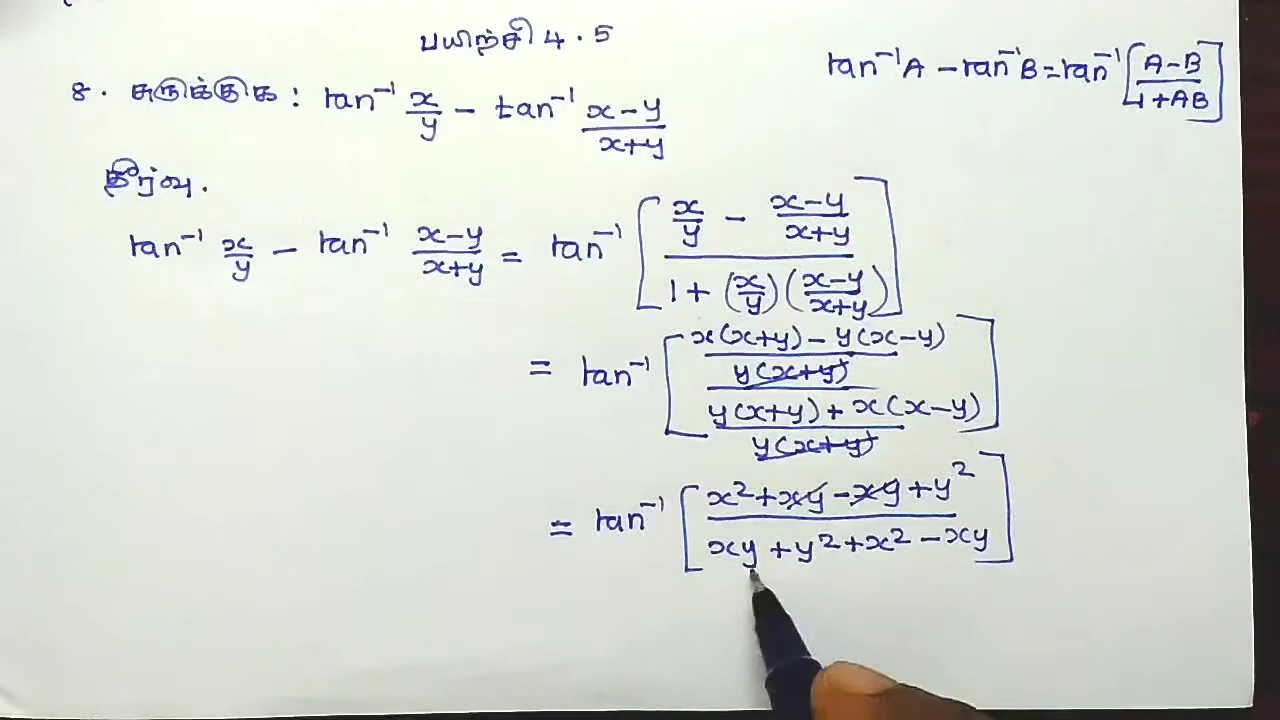 பயிற்சி 4.5
tan⁻¹A − tan⁻¹B = tan⁻¹[(A−B)/(1+AB)]
8. சுருக்குக : tan⁻¹ x/y − tan⁻¹ (x−y)/(x+y)
தீர்வு.
tan⁻¹ x/y − tan⁻¹ (x−y)/(x+y) = tan⁻¹ [(x/y − (x−y)/(x+y))/(1+(x/y)((x−y)/(x+y)))]
= tan⁻¹ [((x(x+y)−y(x−y))/(y(x+y)))/((y(x+y)+x(x−y))/(y(x+y)))]
= tan⁻¹ [(x²+xy−xy+y²)/(xy+y²+x²−xy)]